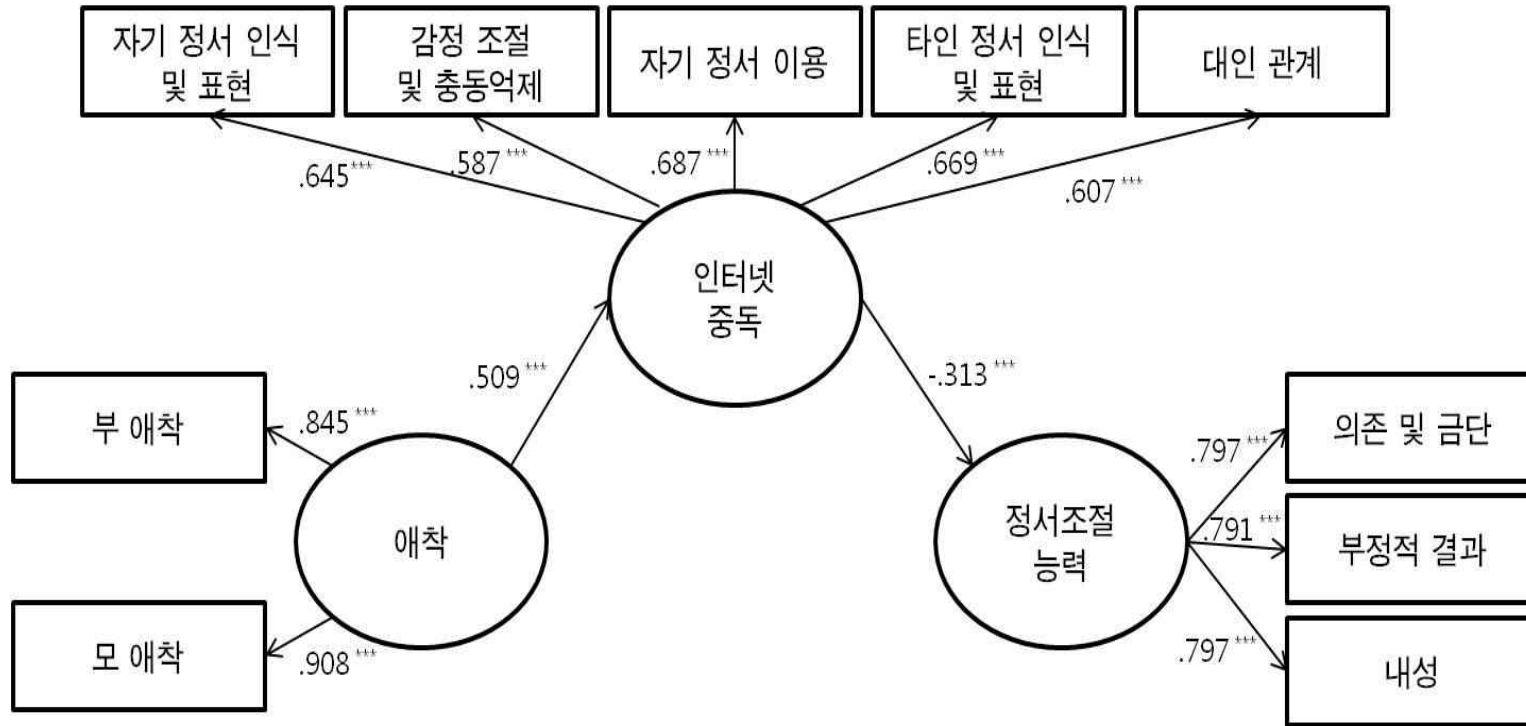 자기 정서 인식
및 표현
감정 조절
및 충동억제
자기 정서 이용
타인 정서 인식
및 표현
대인 관계
.645***
.587***
.687***
.669***
.607***
인터넷
중독
.509***
-.313***
부 애착
.845***
애착
모 애착
.908***
정서조절
능력
.797***
의존 및 금단
.791***
부정적 결과
.797***
내성